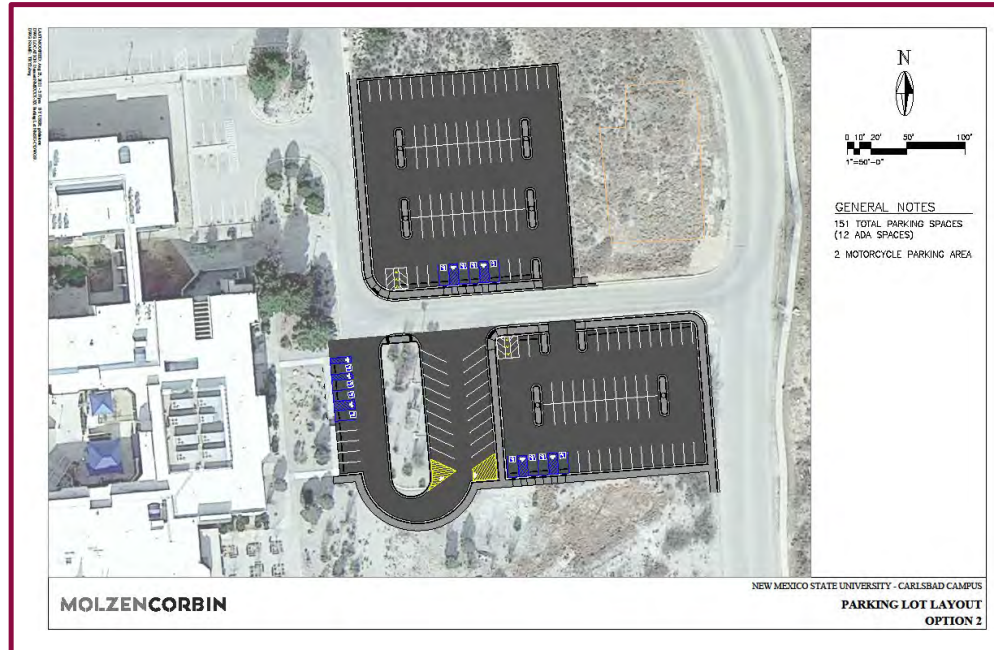 N
0 10' 20' 50' 100'
1"=50'-0"
GENERAL NOTES
151 TOTAL PARKING SPACES
(12 ADA SPACES)
2 MOTORCYCLE PARKING AREA
NEW MEXICO STATE UNIVERSITY - CARLSBAD CAMPUS
MOLZENCORBIN
PARKING LOT LAYOUT
OPTION 2